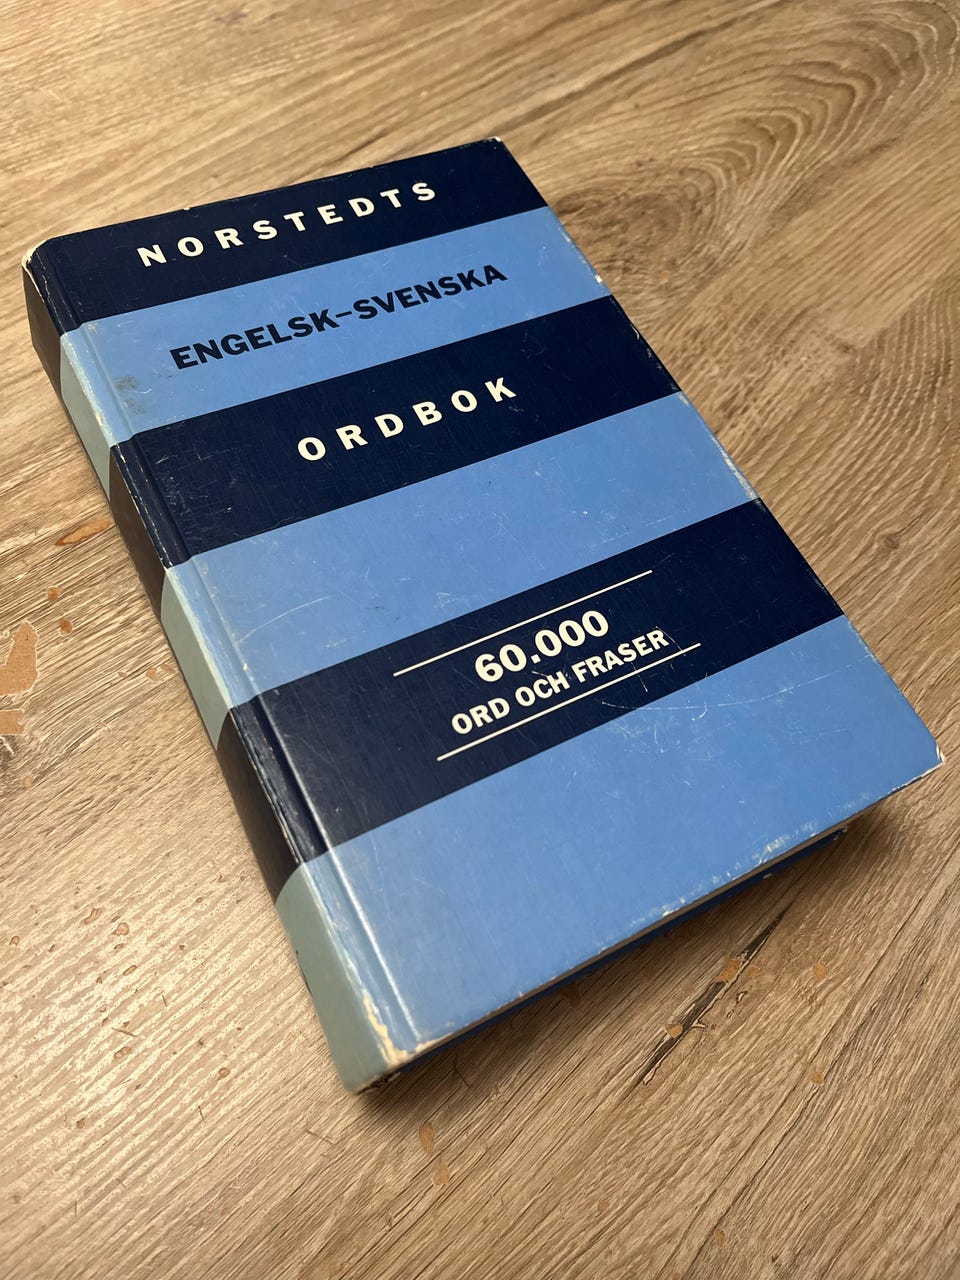 NORSTEDTS
ENGELSK-SVENSKA
ORDBOK
60.000
ORD OCH FRASER